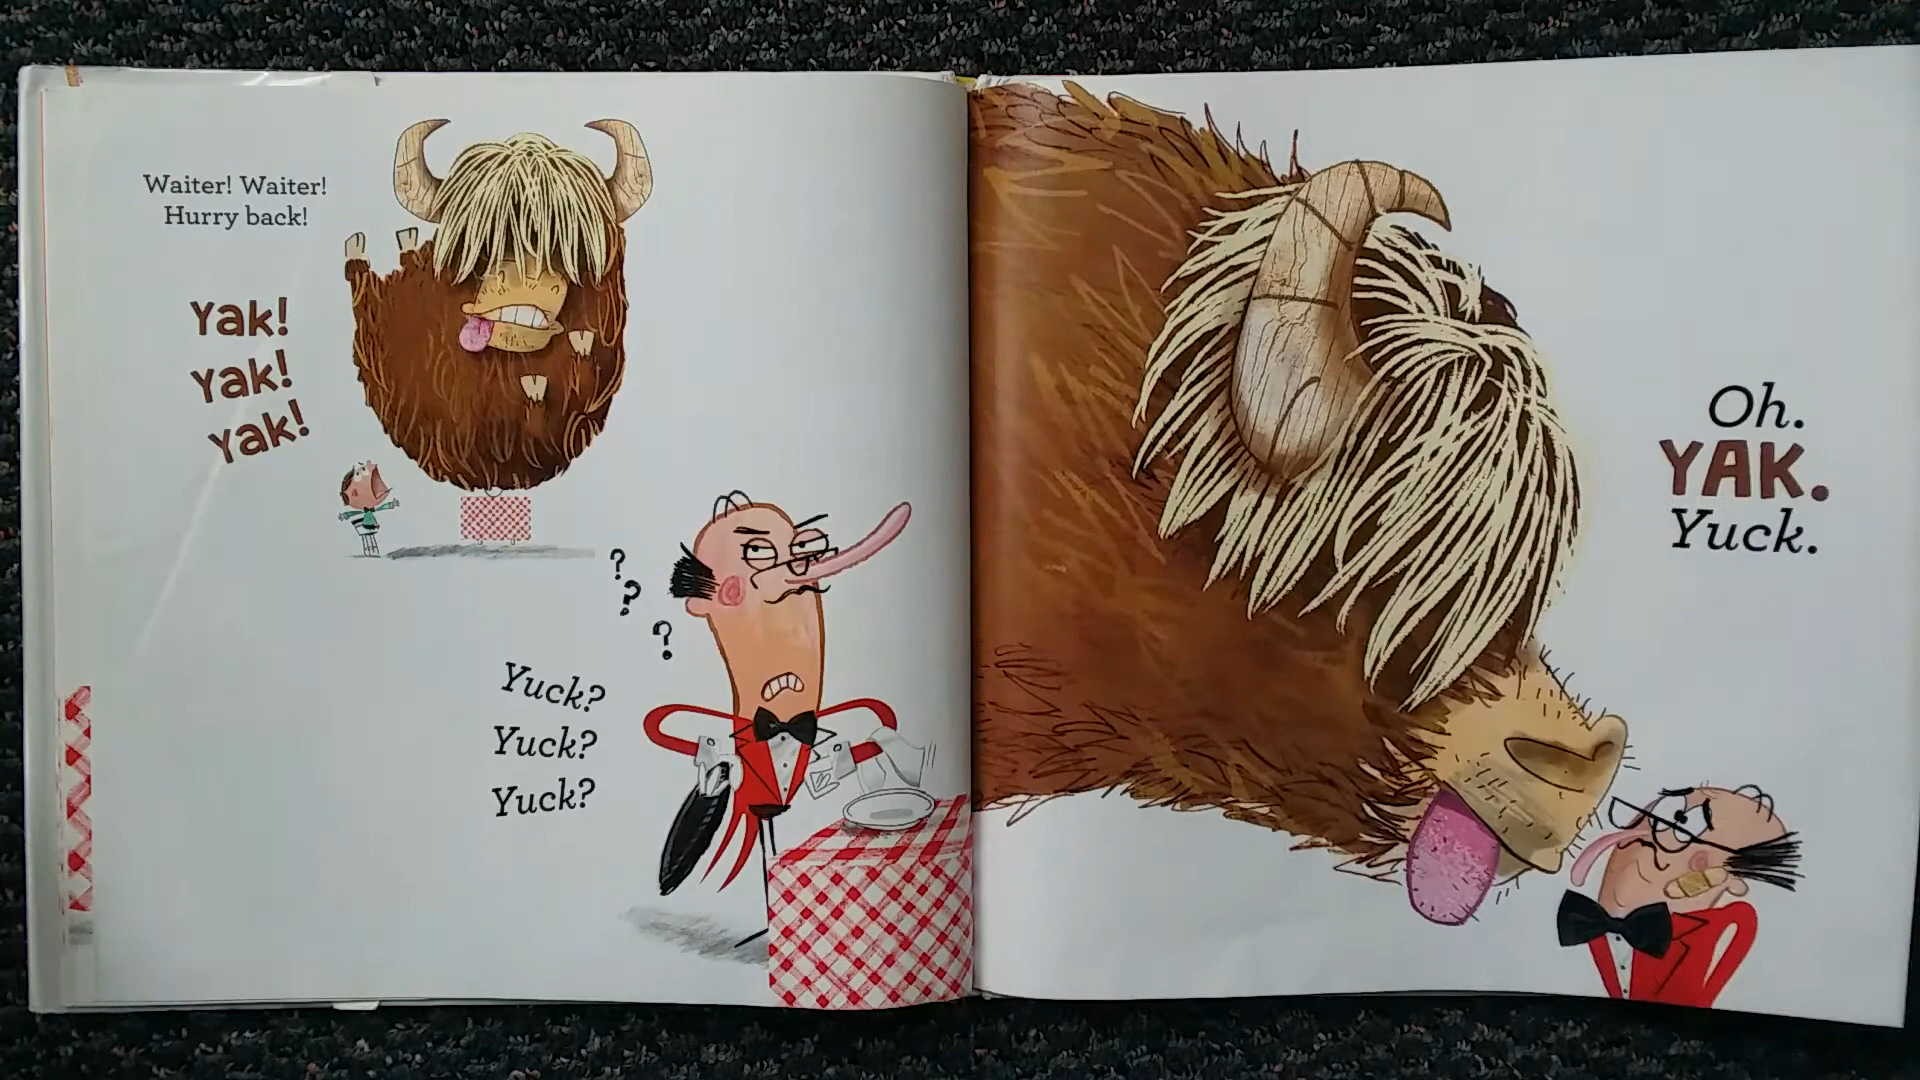 Waiter! Waiter!
Hurry back!
Yak!
Yak!
Yak!
?
?
?
Yuck?
Yuck?
Yuck?
Oh.
YAK.
Yuck.